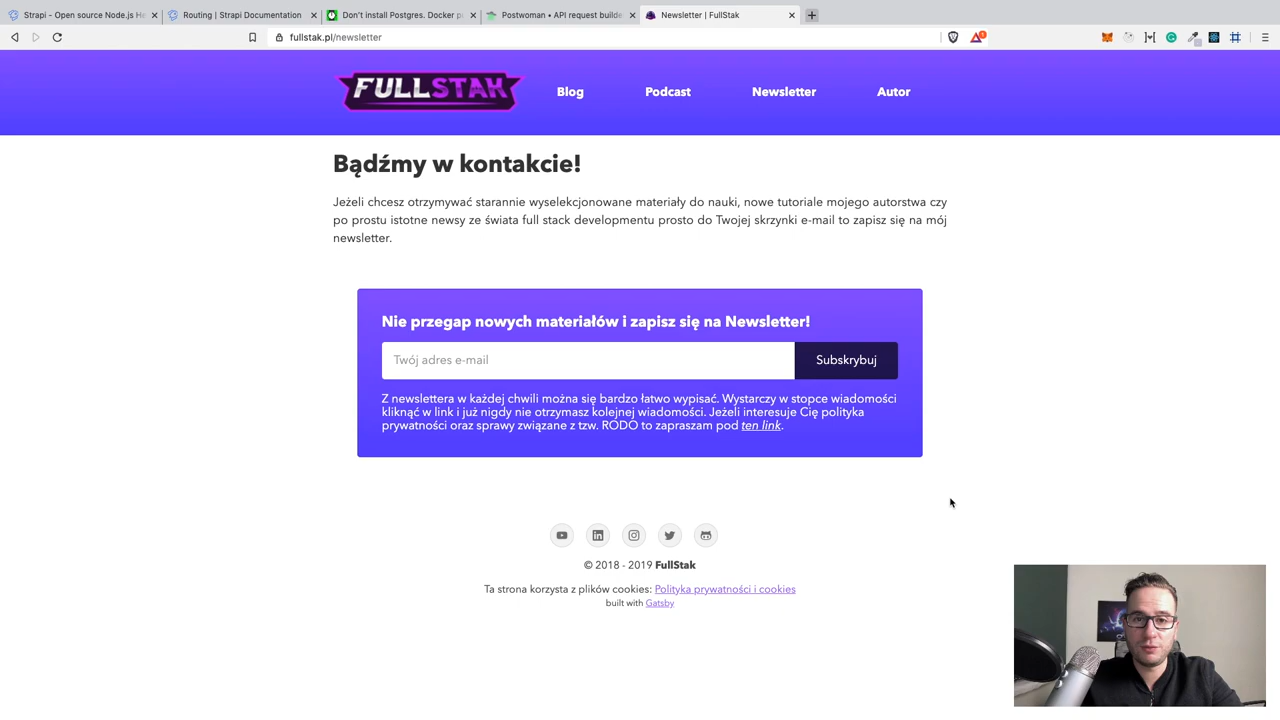 Strapi - Open source Node.js He
Routing | Strapi Documentation
Don't install Postgres. Docker pu
Postwoman • API request builde
Newsletter | FullStak
fullstak.pl/newsletter
1
FULLSTAK
Blog
Podcast
Newsletter
Autor
Bądźmy w kontakcie!
Jeżeli chcesz otrzymywać starannie wyselekcjonowane materiały do nauki, nowe tutoriale mojego autorstwa czy
po prostu istotne newsy ze świata full stack developmentu prosto do Twojej skrzynki e-mail to zapisz się na mój
newsletter.
Nie przegap nowych materiałów i zapisz się na Newsletter!
Twój adres e-mail
Subskrybuj
Z newslettera w każdej chwili można się bardzo łatwo wypisać. Wystarczy w stopce wiadomości
kliknąć w link i już nigdy nie otrzymasz kolejnej wiadomości. Jeżeli interesuje Cię polityka
prywatności oraz sprawy związane z tzw. RODO to zapraszam pod ten link.
© 2018 - 2019 FullStak
Ta strona korzysta z plików cookies: Polityka prywatności i cookies
built with Gatsby